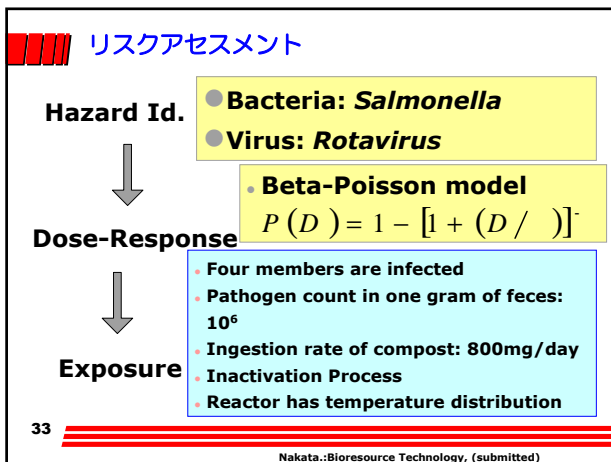 リスクアセスメント
Hazard Id.
Bacteria: Salmonella
Virus: Rotavirus
Beta-Poisson model
P (D ) = 1 − [1 + (D /   )]-
Dose-Response
Four members are infected
Pathogen count in one gram of feces:
10⁶
Ingestion rate of compost: 800mg/day
Inactivation Process
Reactor has temperature distribution
Exposure
33
Nakata.:Bioresource Technology, (submitted)